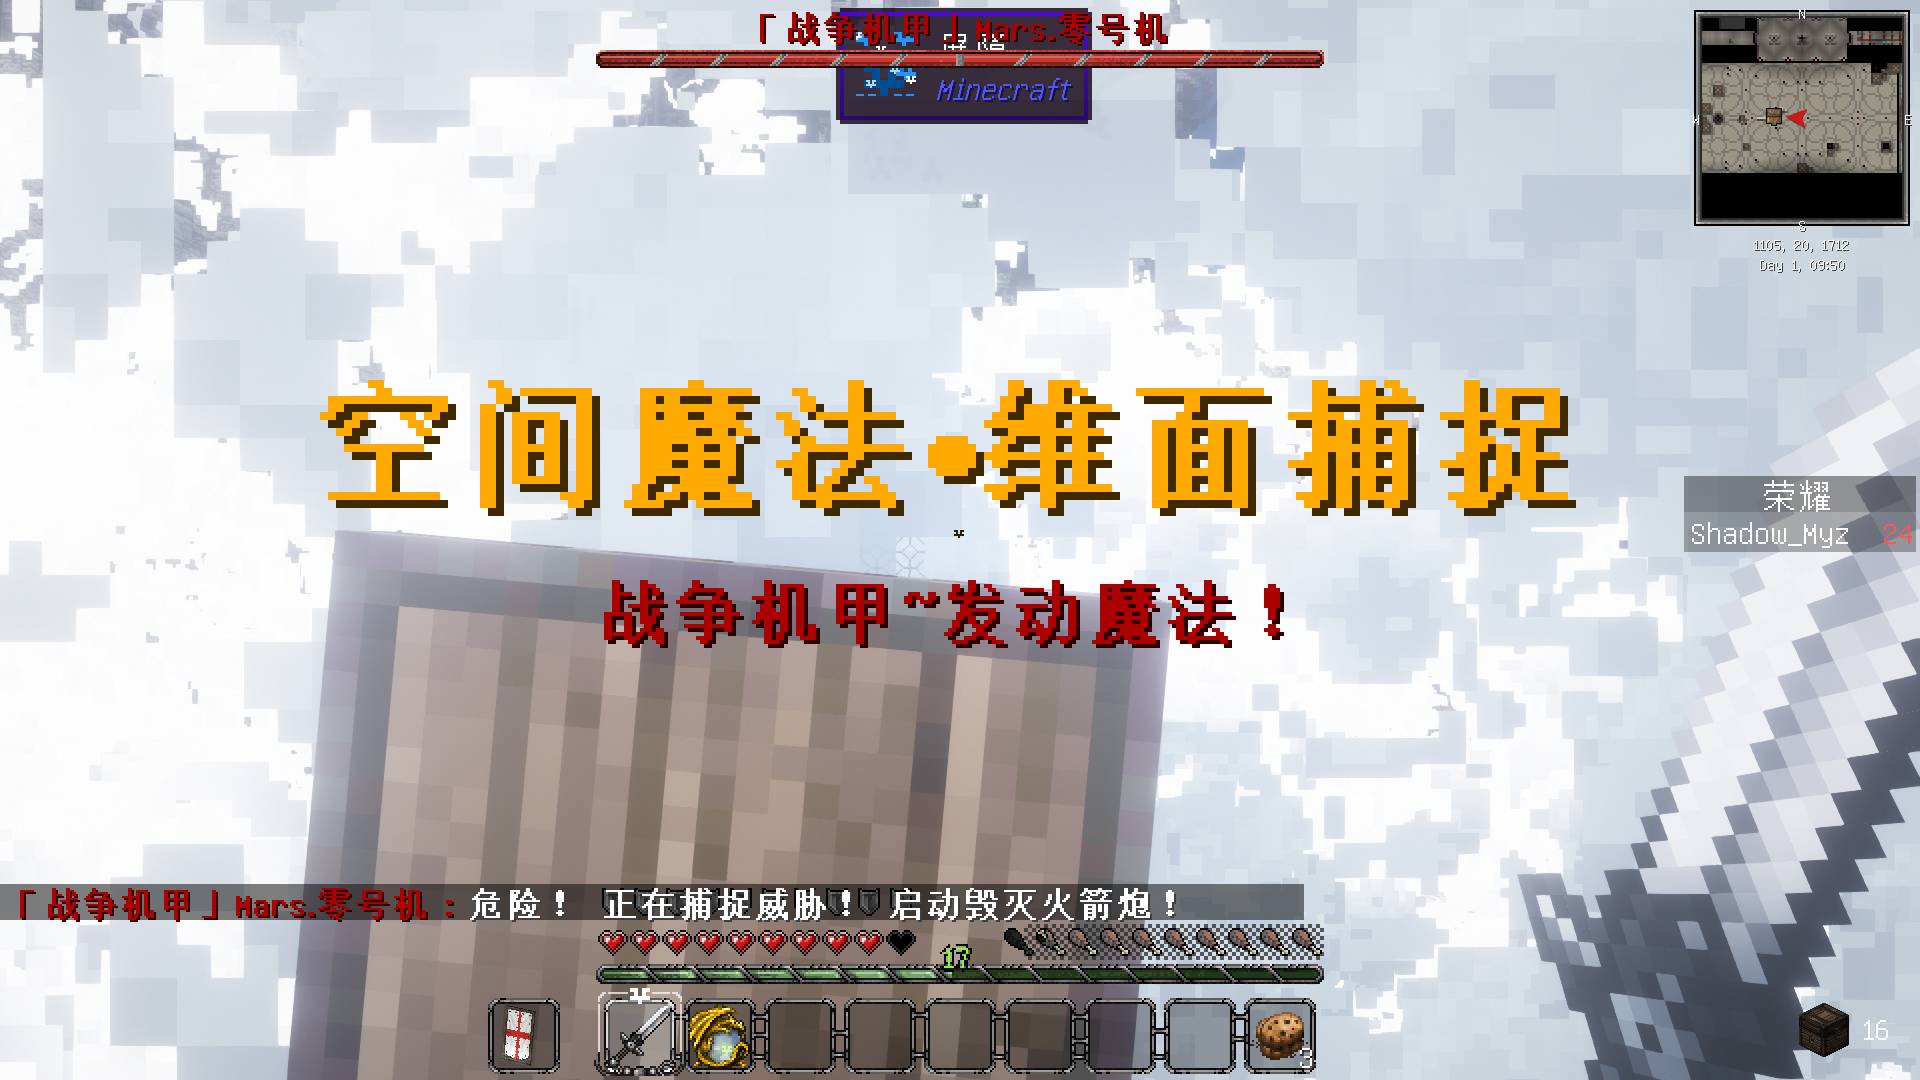 「战争机甲」Mars.零号机
Minecraft
N
W
E
S
1105, 20, 1712
Day 1, 09:50
空间魔法•维面捕捉
荣耀
Shadow_Myz 24
战争机甲~发动魔法！
「战争机甲」Mars.零号机：危险！ 正在捕捉威胁！启动毁灭火箭炮！
17
3
16